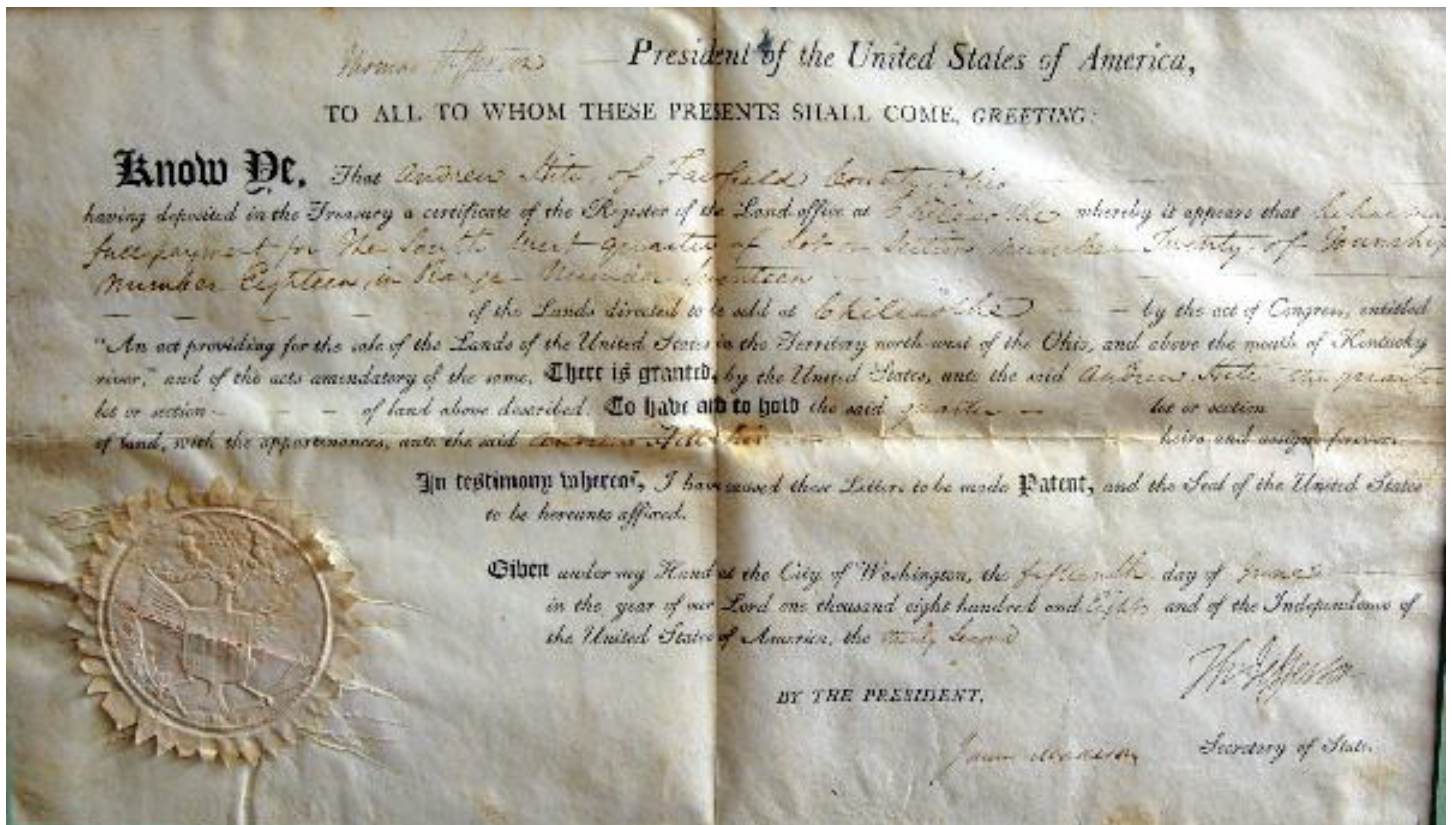 Thomas Jefferson President of the United States of America,
TO ALL TO WHOM THESE PRESENTS SHALL COME, GREETING:
Know Ye, That Andrew Hite of Fairfield County Ohio
having deposited in the Treasury a certificate of the Register of the Land-office at Chilicothe whereby it appears that he has
full payment for the South West quarter of Lot or Section number Twenty of Township
number Eighteen in Range Number Seventeen
of the Lands directed to be sold at Chilicothe by the act of Congress, entitled
"An act providing for the sale of the Lands of the United States in the Territory north-west of the Ohio, and above the mouth of Kentucky
river," and of the acts amendatory of the same, There is granted, by the United States, unto the said Andrew Hite the quarter
lot or section of land above described. To have and to hold the said quarter lot or section
of land, with the appurtenances, unto the said Andrew Hite his heirs and assigns forever.
In testimony whereof, I have caused these Letters to be made Patent, and the Seal of the United States
to be hereunto affixed.
Given under my Hand at the City of Washington, the fifteenth day of June
in the year of our Lord one thousand eight hundred and Eight and of the Independence of
the United States of America, the thirty second
Th Jefferson
BY THE PRESIDENT,
James Madison Secretary of State.